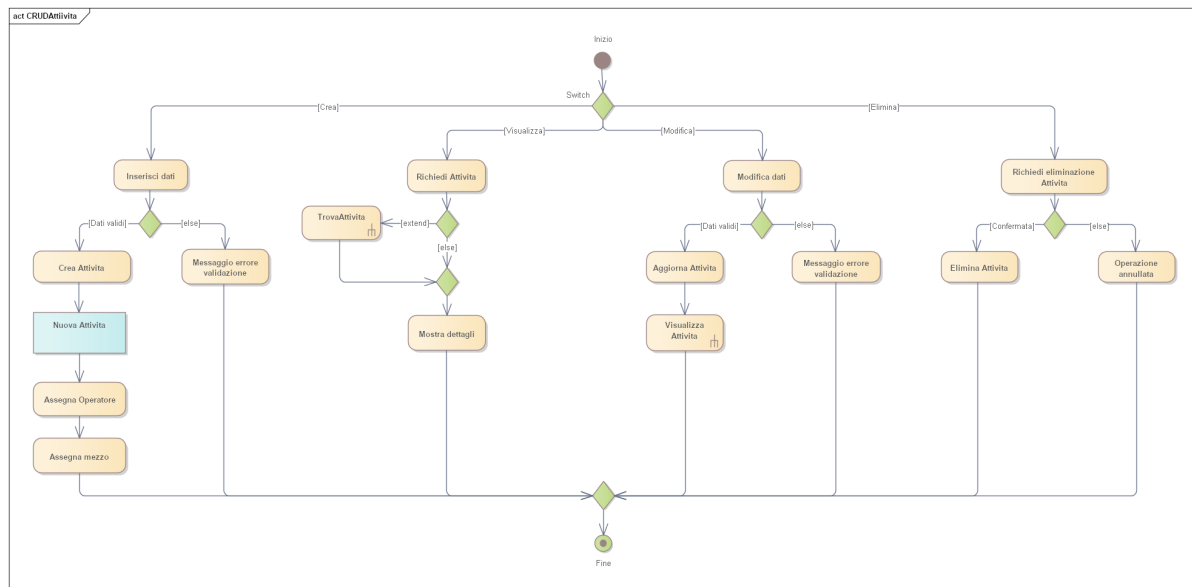 act CRUDAttiivita
Inizio
Switch
[Crea]
[Elimina]
[Visualizza]
[Modifica]
Inserisci dati
Richiedi Attivita
Modifica dati
Richiedi eliminazione
Attivita
[Dati validi]
[else]
TrovaAttivita
[extend]
[else]
[Dati validi]
[else]
[Confermata]
[else]
Crea Attivita
Messaggio errore
validazione
Aggiorna Attivita
Messaggio errore
validazione
Elimina Attivita
Operazione
annullata
Nuova Attivita
Mostra dettagli
Visualizza
Attivita
Assegna Operatore
Assegna mezzo
Fine